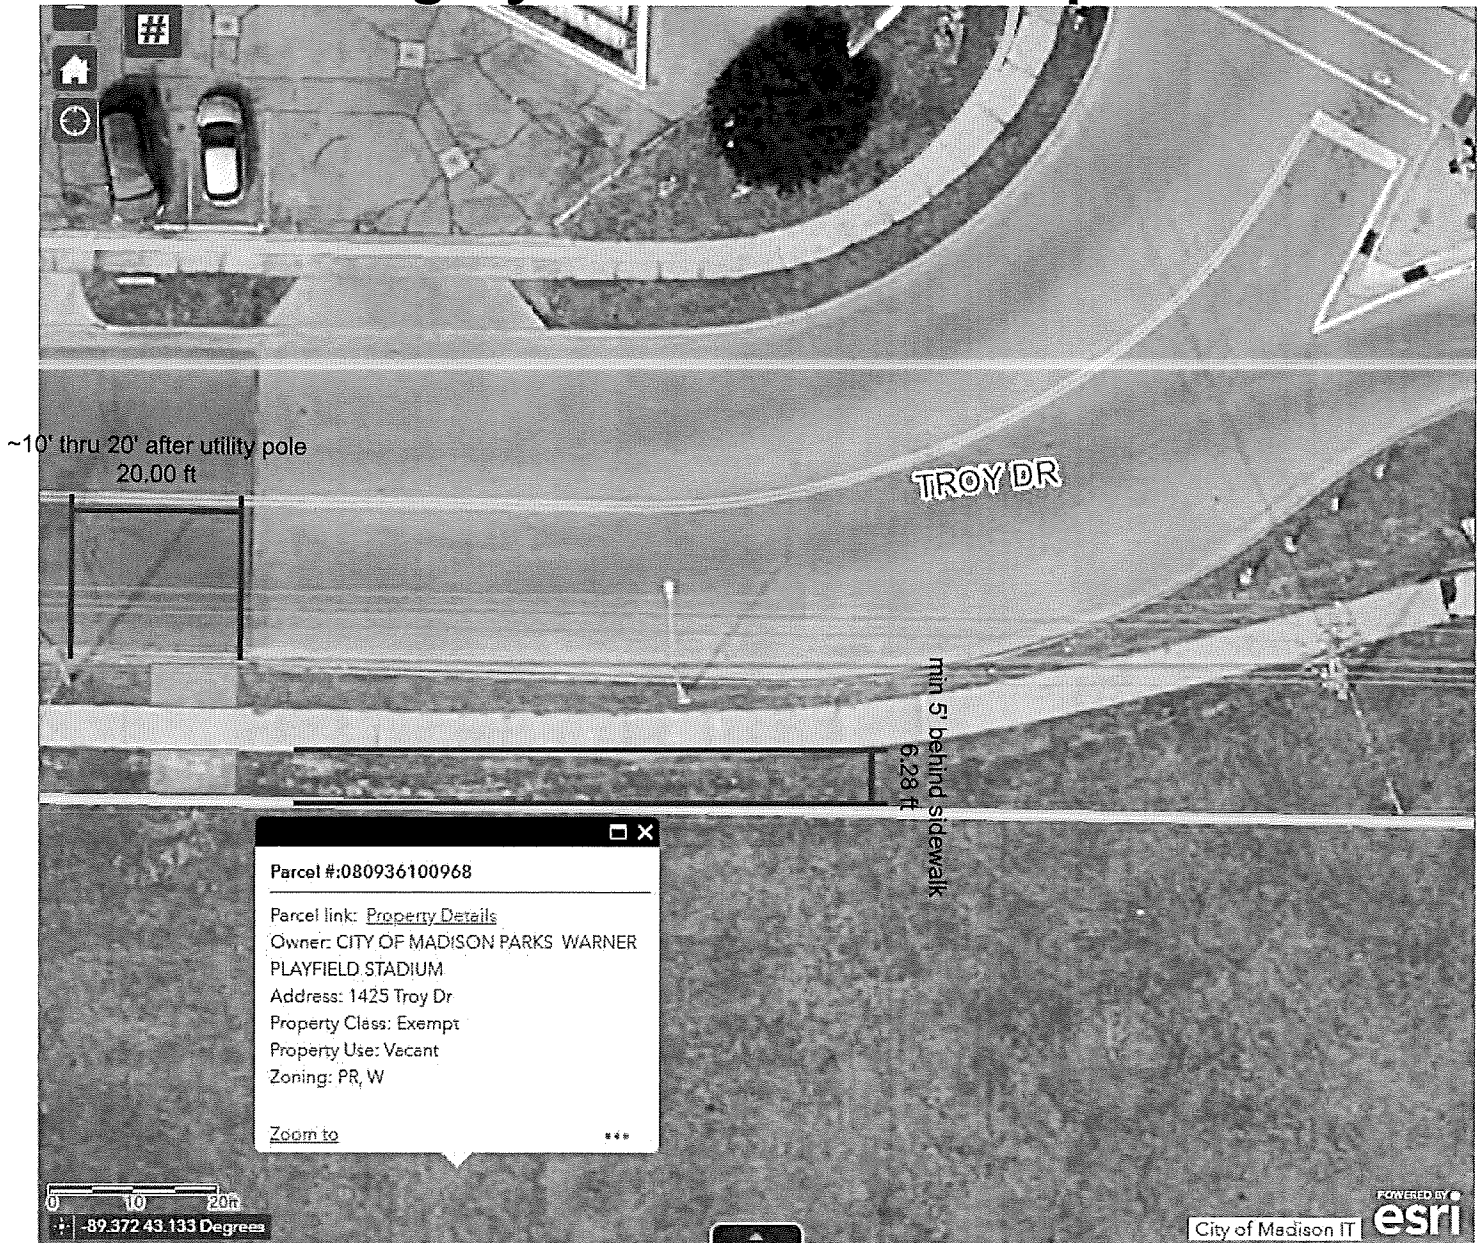 #
~10' thru 20' after utility pole
20.00 ft
TROY DR
min 5' behind sidewalk
6.28 ft
Parcel #:080936100968
Parcel link: Property Details
Owner: CITY OF MADISON PARKS WARNER
PLAYFIELD STADIUM
Address: 1425 Troy Dr
Property Class: Exempt
Property Use: Vacant
Zoning: PR, W
Zoom to
0 10 20ft
-89.372 43.133 Degrees
City of Madison IT
POWERED BY
esri